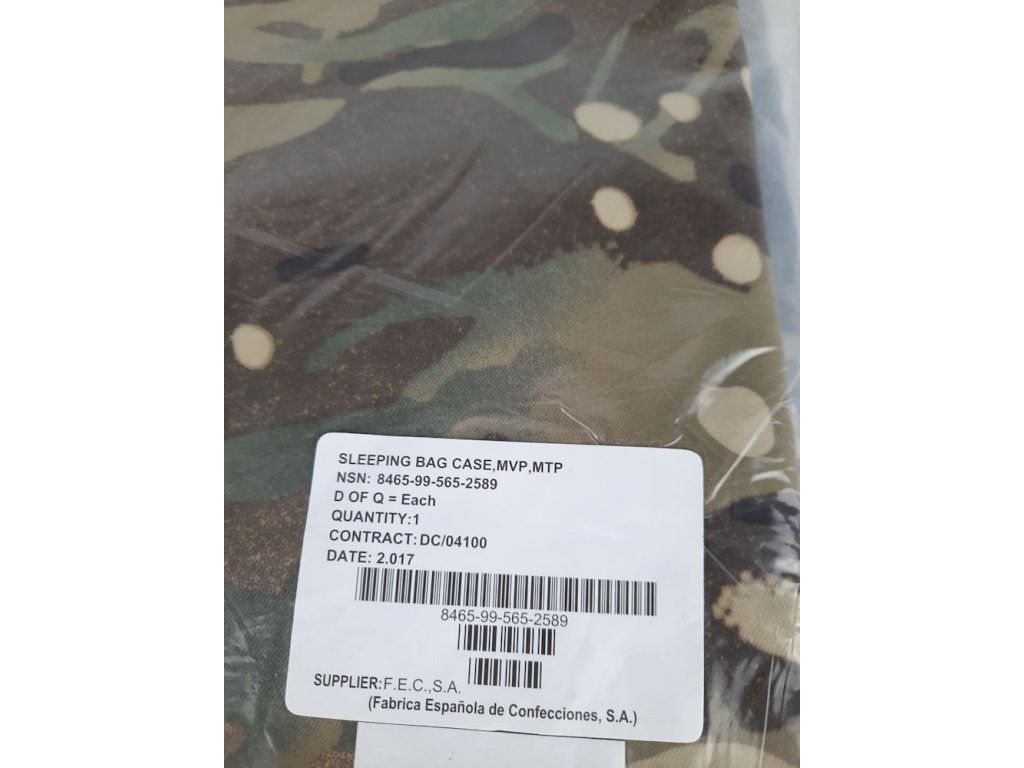 SLEEPING BAG CASE,MVP,MTP
NSN: 8465-99-565-2589
D OF Q = Each
QUANTITY:1
CONTRACT: DC/04100
DATE: 2.017
8465-99-565-2589
SUPPLIER:F.E.C.,S.A.
(Fabrica Española de Confecciones, S.A.)